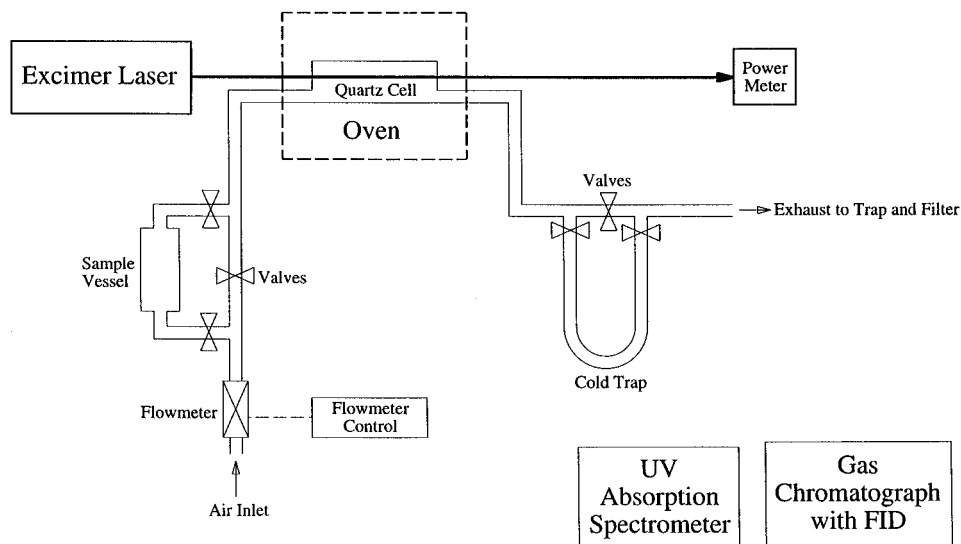 Excimer Laser
Quartz Cell
Oven
Power
Meter
Valves
Exhaust to Trap and Filter
Sample
Vessel
Valves
Cold Trap
Flowmeter
Flowmeter
Control
Air Inlet
UV
Absorption
Spectrometer
Gas
Chromatograph
with FID